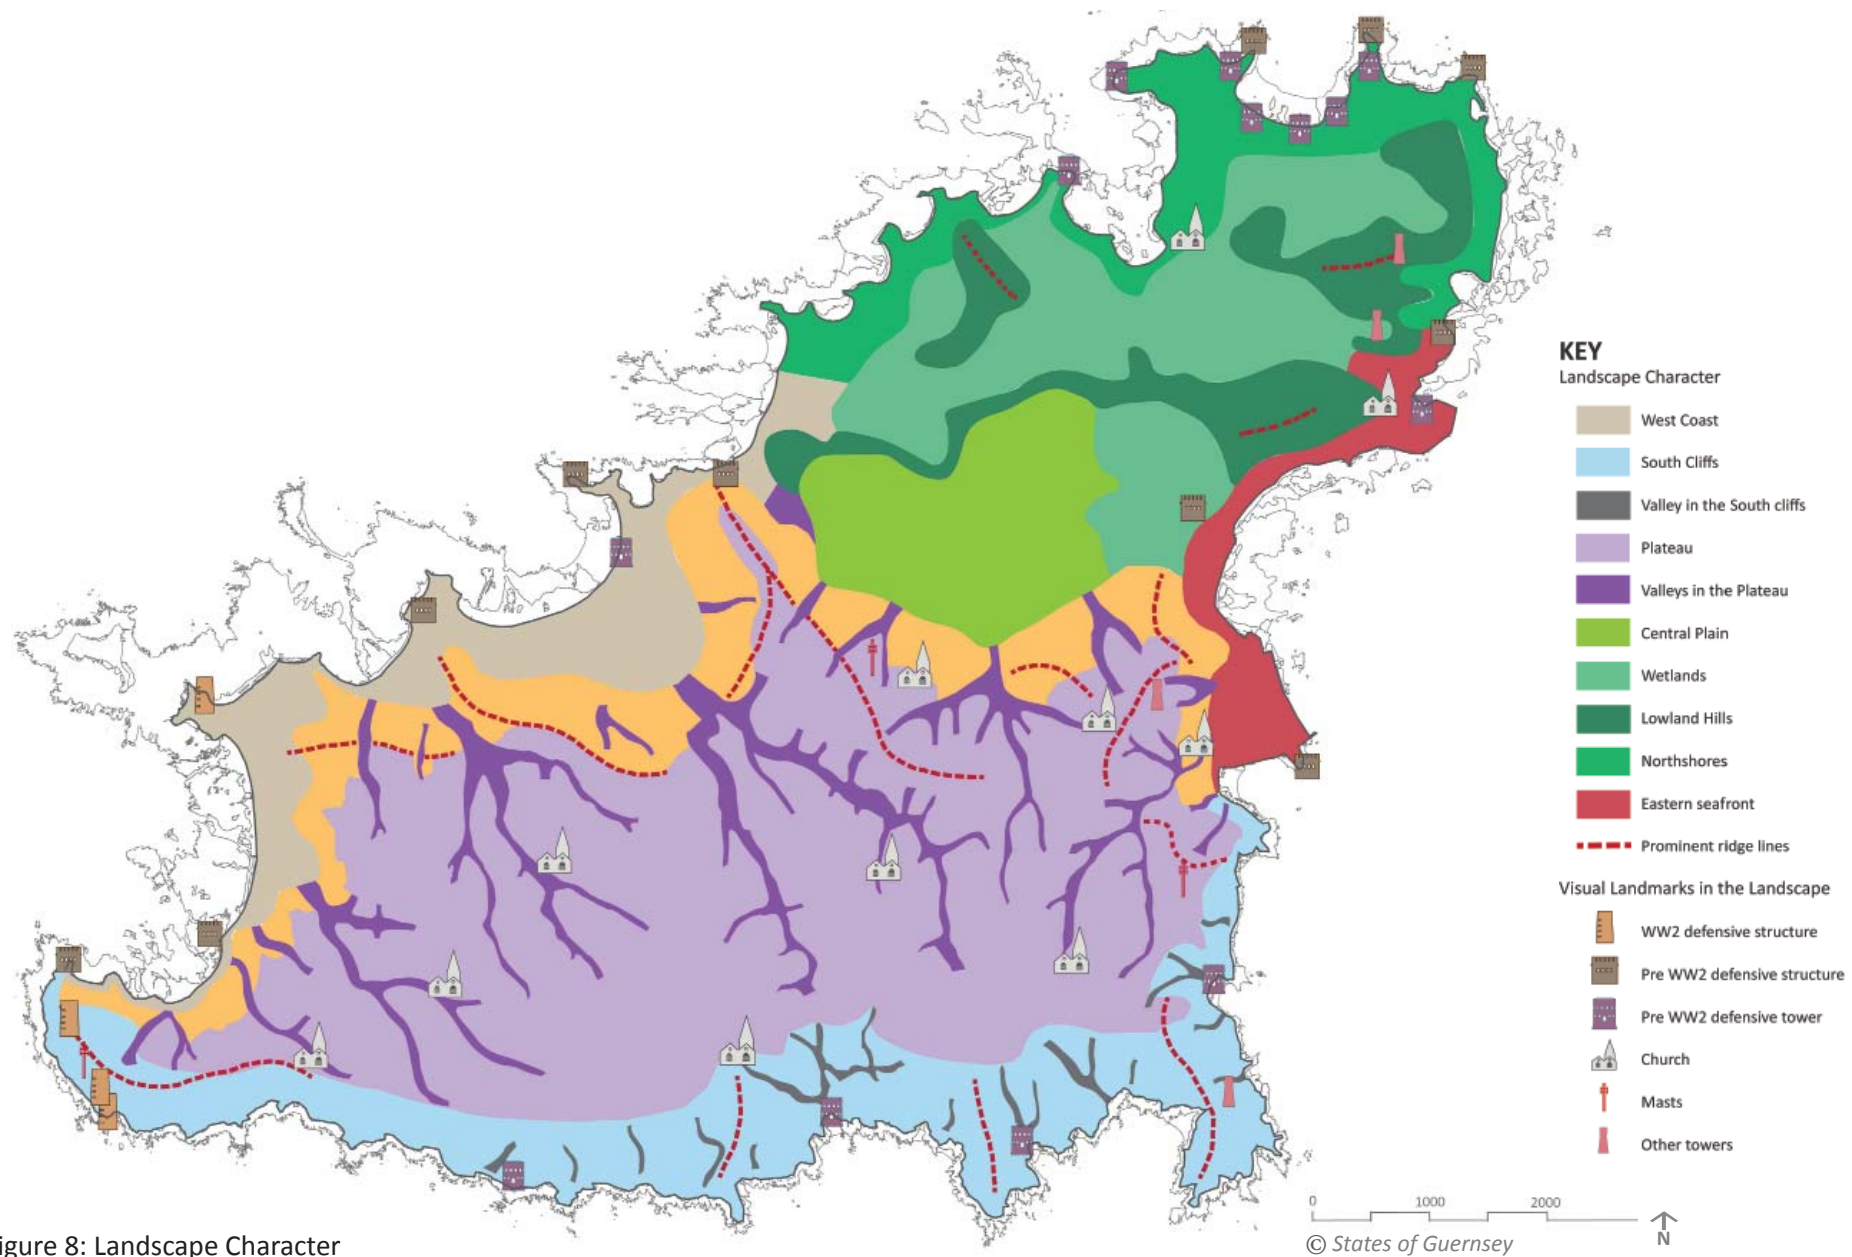 KEY
Landscape Character
West Coast
South Cliffs
Valley in the South cliffs
Plateau
Valleys in the Plateau
Central Plain
Wetlands
Lowland Hills
Northshores
Eastern seafront
Prominent ridge lines
Visual Landmarks in the Landscape
WW2 defensive structure
Pre WW2 defensive structure
Pre WW2 defensive tower
Church
Masts
Other towers
0 1000 2000
N
© States of Guernsey
igure 8: Landscape Character